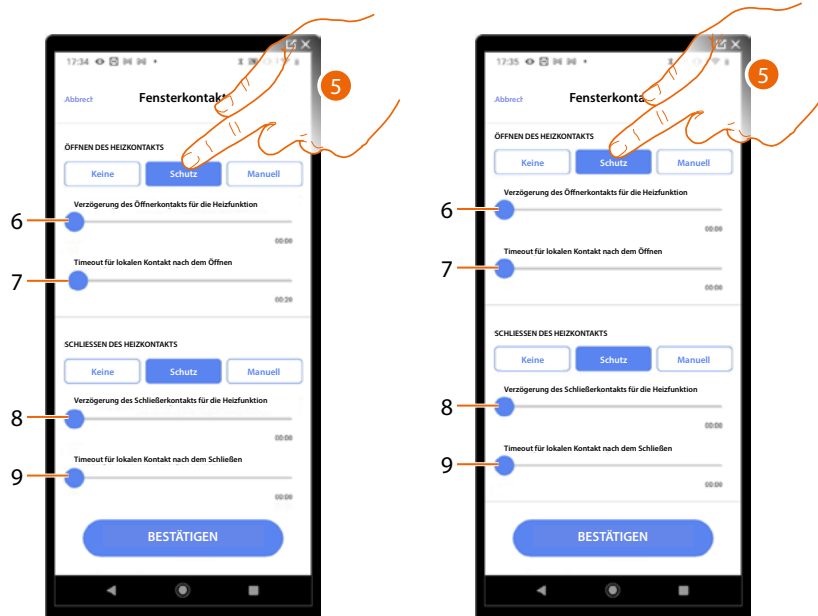 17:34
5
Abbrech
Fensterkontakt
ÖFFNEN DES HEIZKONTAKTS
Keine
Schutz
Manuell
Verzögerung des Öffnerkontakts für die Heizfunktion
6
00:00
Timeout für lokalen Kontakt nach dem Öffnen
7
00:20
SCHLIESSEN DES HEIZKONTAKTS
Keine
Schutz
Manuell
Verzögerung des Schließerkontakts für die Heizfunktion
8
00:00
Timeout für lokalen Kontakt nach dem Schließen
9
00:00
BESTÄTIGEN
17:35
5
Abbrech
Fensterkonta
ÖFFNEN DES HEIZKONTAKTS
Keine
Schutz
Manuell
Verzögerung des Öffnerkontakts für die Heizfunktion
6
00:00
Timeout für lokalen Kontakt nach dem Öffnen
7
00:00
SCHLIESSEN DES HEIZKONTAKTS
Keine
Schutz
Manuell
Verzögerung des Schließerkontakts für die Heizfunktion
8
00:00
Timeout für lokalen Kontakt nach dem Schließen
9
00:00
BESTÄTIGEN